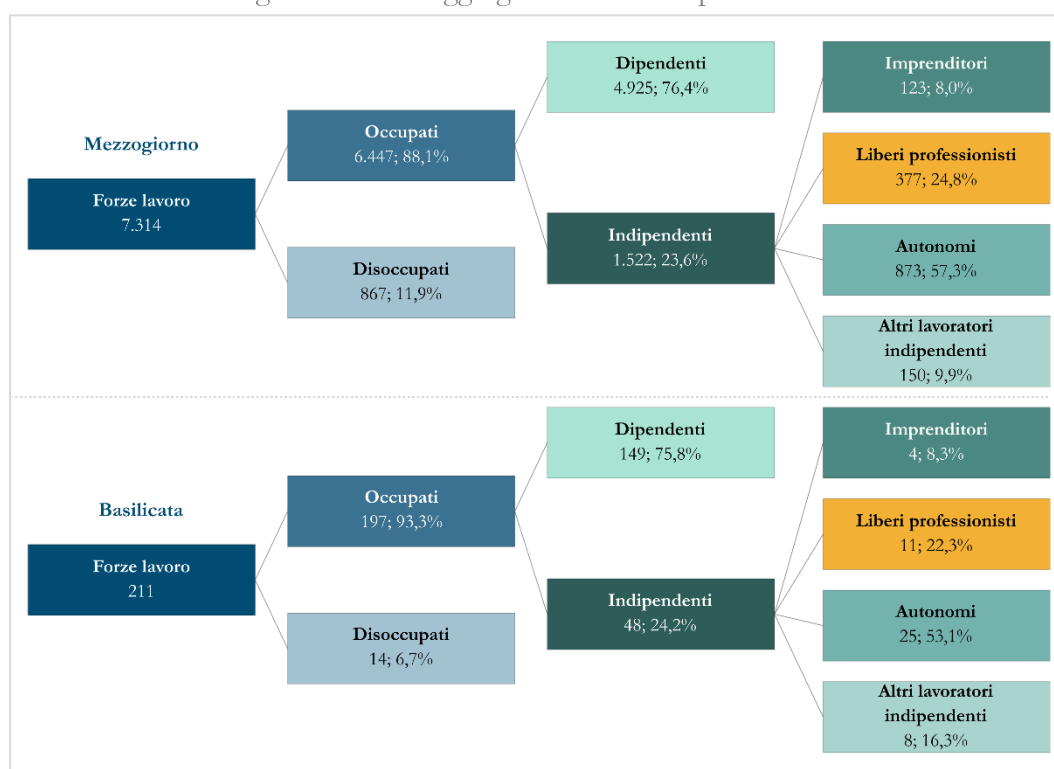 Mezzogiorno
Forze lavoro
7.314
Occupati
6.447; 88,1%
Disoccupati
867; 11,9%
Dipendenti
4.925; 76,4%
Indipendenti
1.522; 23,6%
Imprenditori
123; 8,0%
Liberi professionisti
377; 24,8%
Autonomi
873; 57,3%
Altri lavoratori
indipendenti
150; 9,9%
Basilicata
Forze lavoro
211
Occupati
197; 93,3%
Disoccupati
14; 6,7%
Dipendenti
149; 75,8%
Indipendenti
48; 24,2%
Imprenditori
4; 8,3%
Liberi professionisti
11; 22,3%
Autonomi
25; 53,1%
Altri lavoratori
indipendenti
8; 16,3%